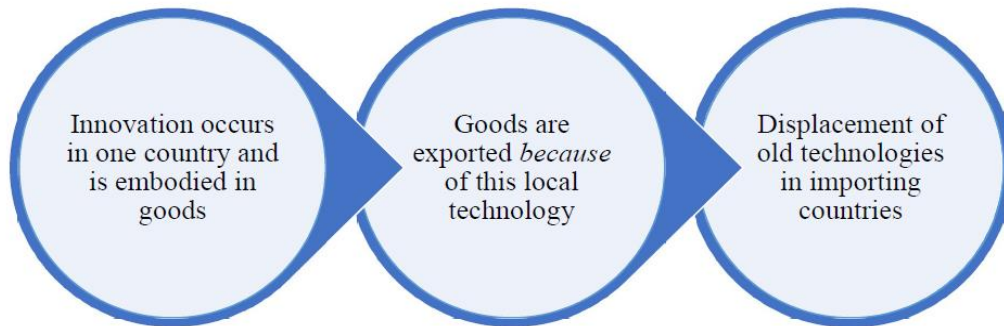 Innovation occurs
in one country and
is embodied in
goods
Goods are
exported because
of this local
technology
Displacement of
old technologies
in importing
countries